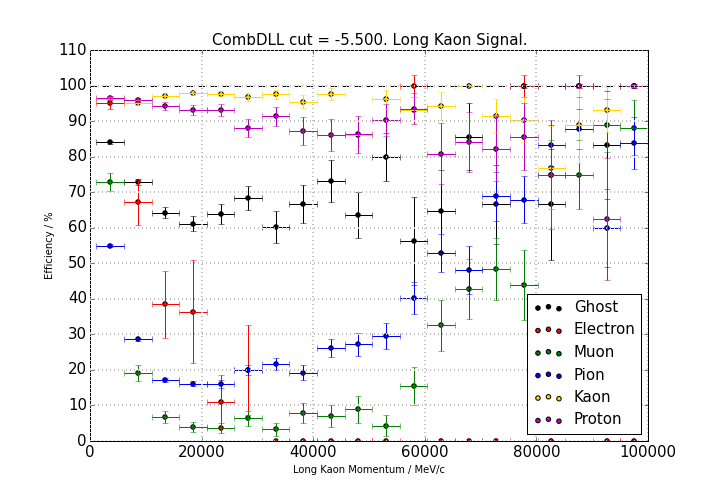 CombDLL cut = -5.500. Long Kaon Signal.
110
100
90
80
70
60
50
40
30
20
10
0
Efficiency / %
Ghost
Electron
Muon
Pion
Kaon
Proton
0 20000 40000 60000 80000 100000
Long Kaon Momentum / MeV/c